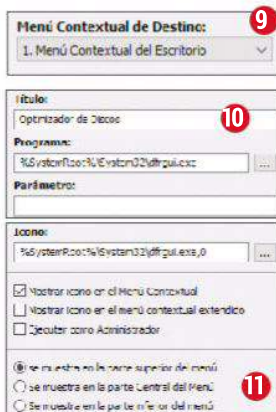 Menú Contextual de Destino:
9
1. Menú Contextual del Escritorio
Título:
10
Optimizador de Discos
Programa:
%SystemRoot%\System32\dfrgui.exe
...
Parámetro:
Icono:
%SystemRoot%\System32\dfrgui.exe,0
...
Mostrar icono en el Menú Contextual
Mostrar icono en el menú contextual extendido
Ejecutar como Administrador
se muestra en la parte superior del menú
Se muestra en la parte Central del Menú
11
Se muestra en la parte inferior del menú